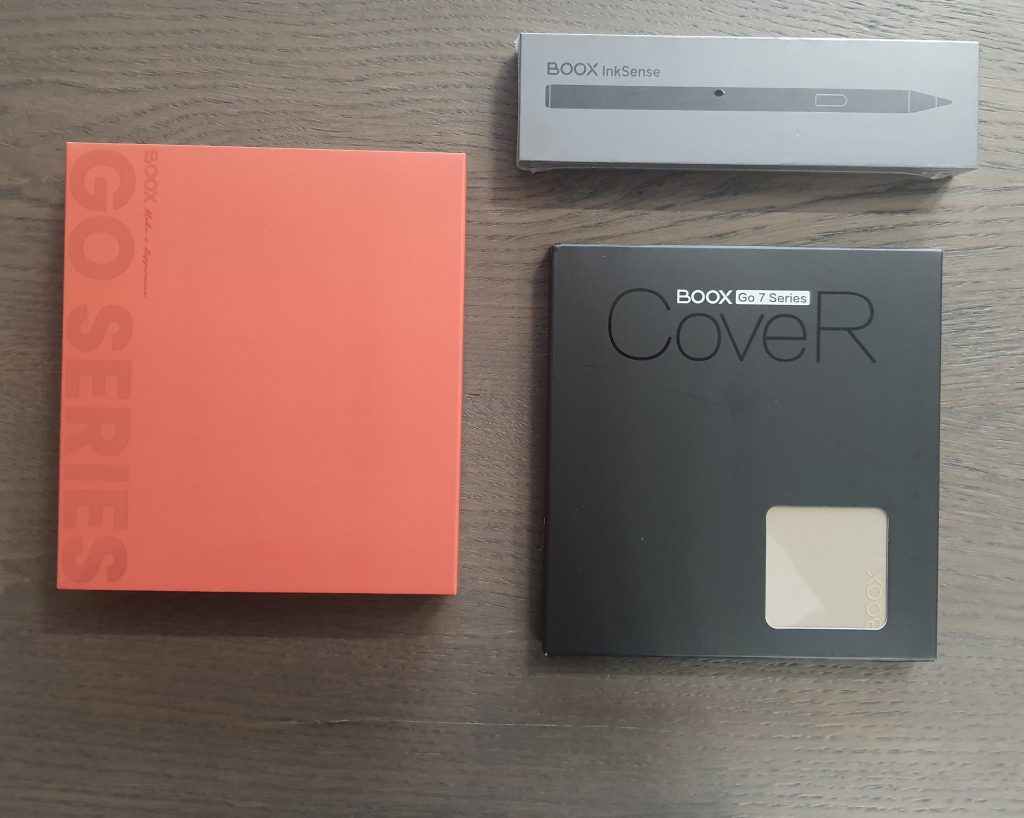 BOOX InkSense
GO SERIES
BOOX
BOOX Go 7 Series
CoveR
BOOX